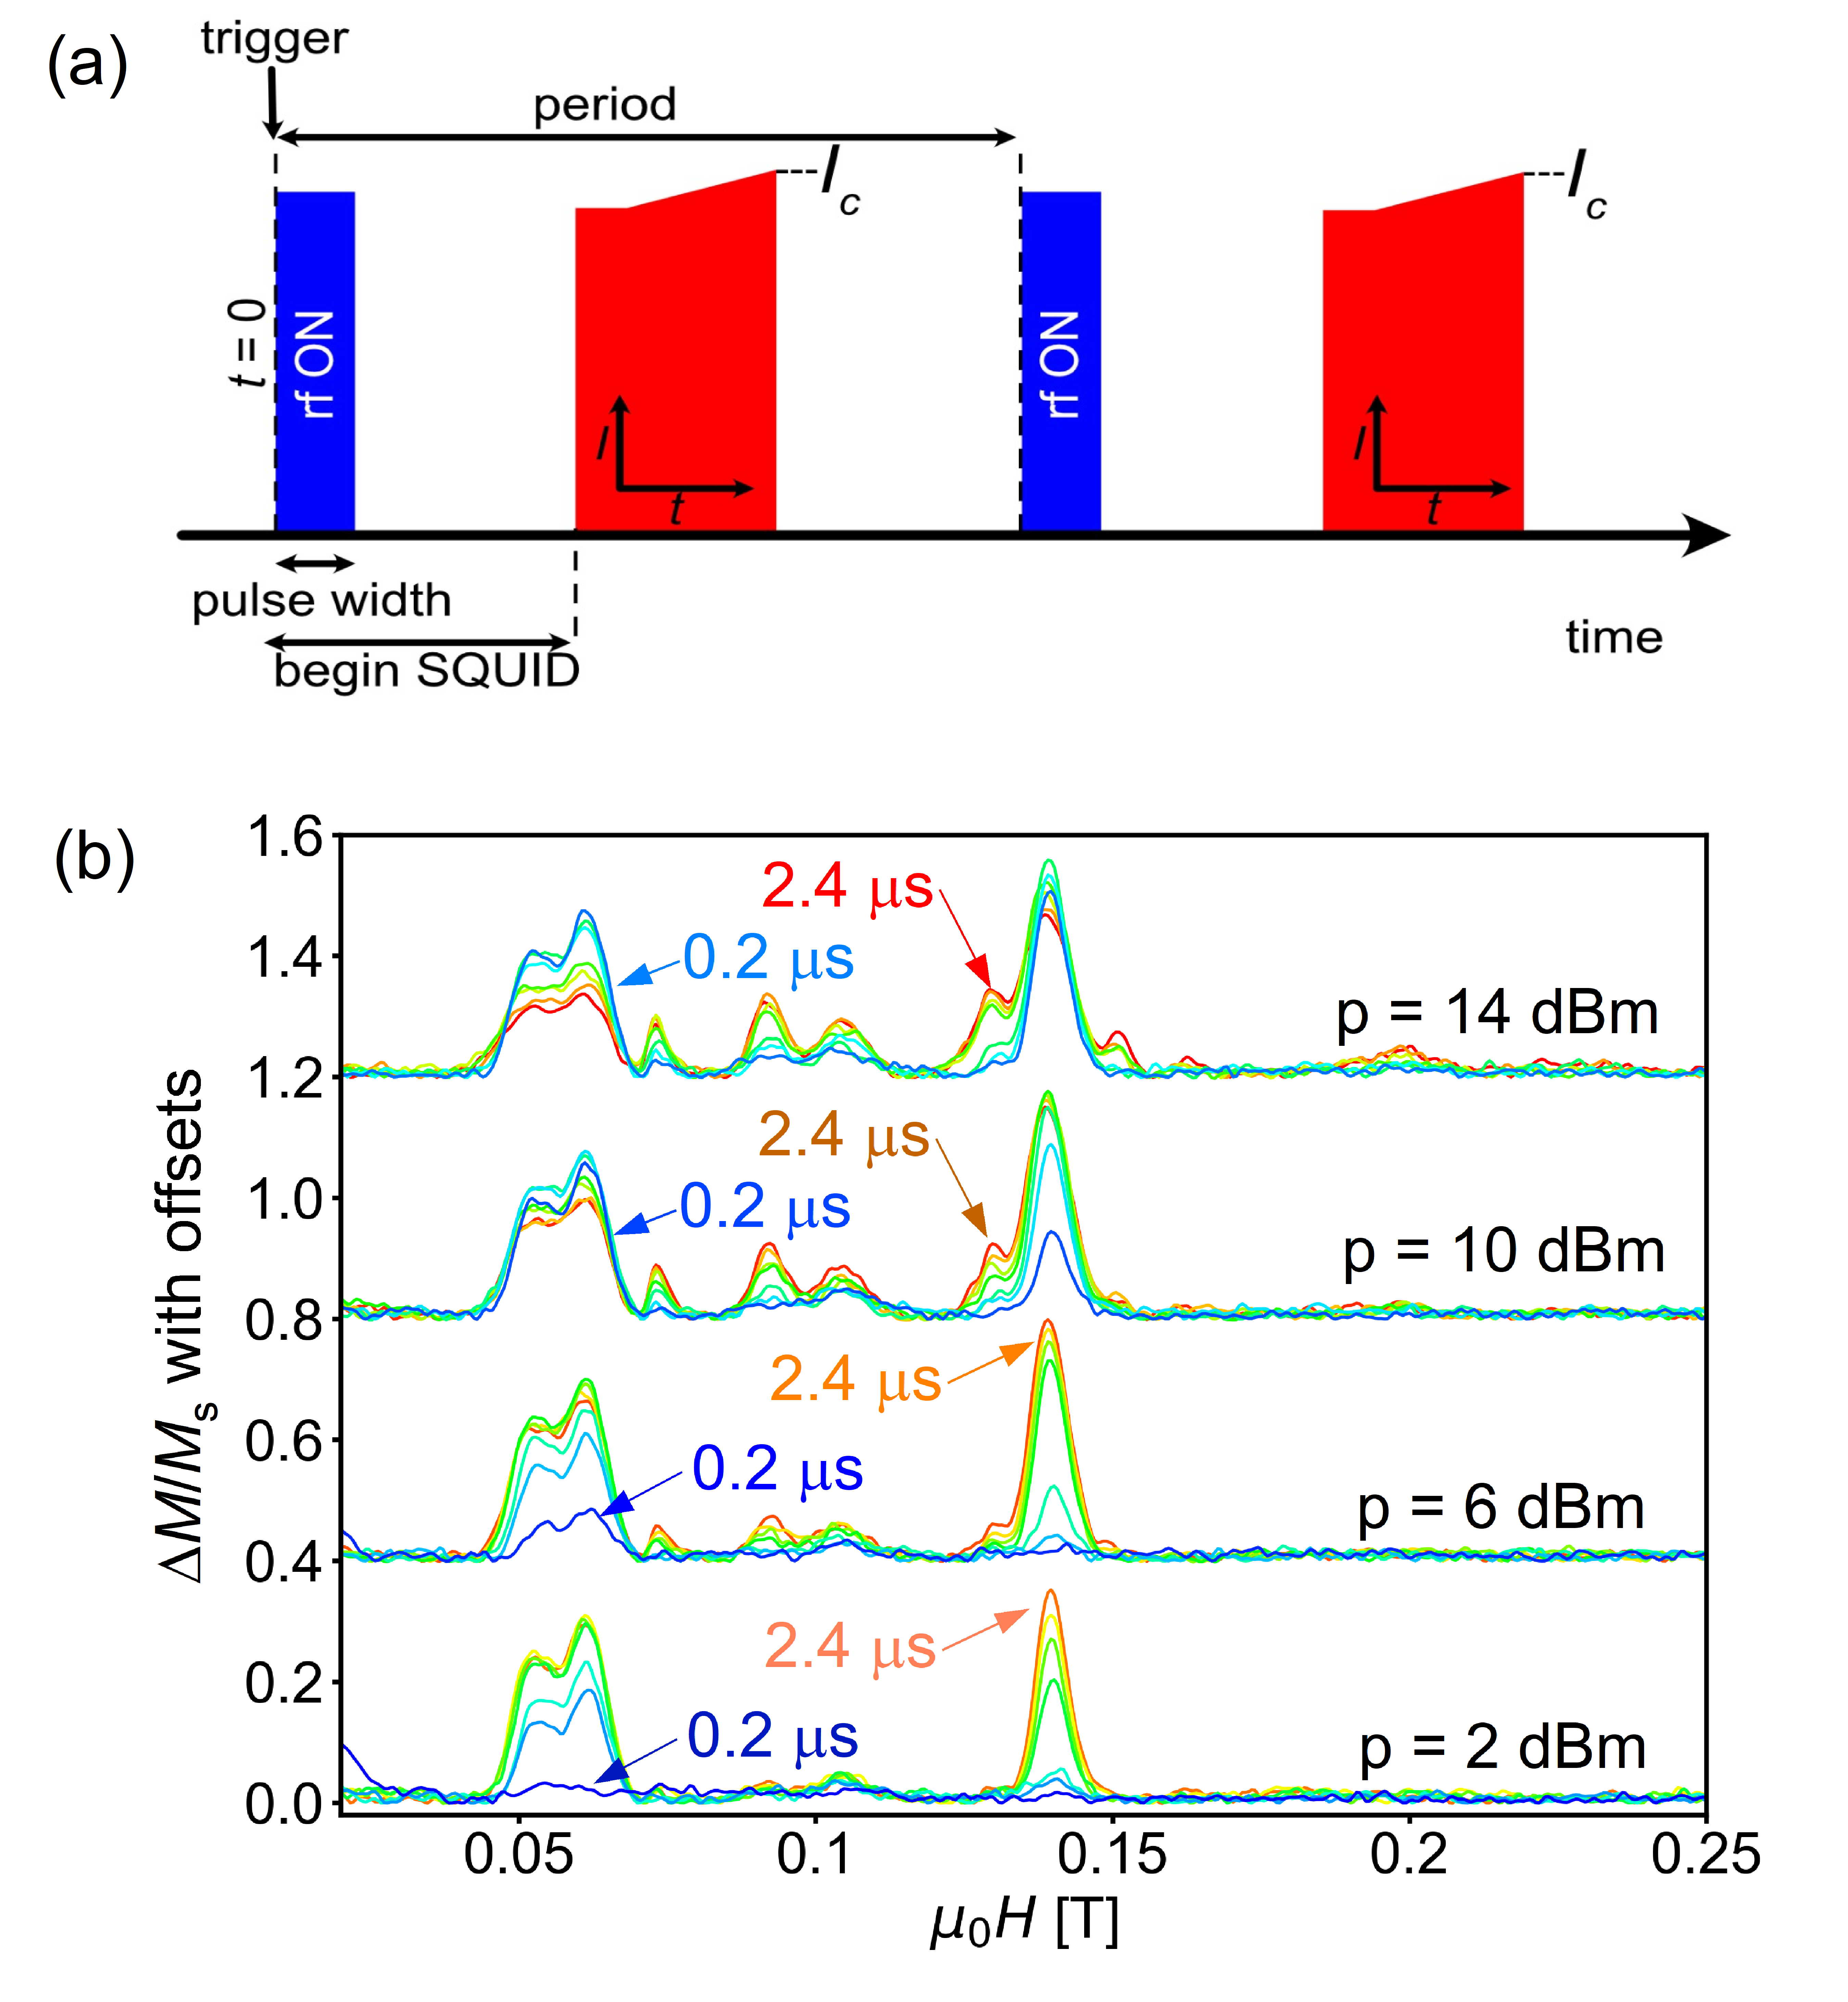 (a)
trigger
period
---Ic
---Ic
t = 0
rf ON
rf ON
I
t
I
t
pulse width
begin SQUID
time
(b)
ΔM/Ms with offsets
1.6
1.4
1.2
1.0
0.8
0.6
0.4
0.2
0.0
2.4 μs
0.2 μs
p = 14 dBm
2.4 μs
0.2 μs
p = 10 dBm
2.4 μs
0.2 μs
p = 6 dBm
2.4 μs
0.2 μs
p = 2 dBm
0.05
0.1
0.15
0.2
0.25
μ0H [T]